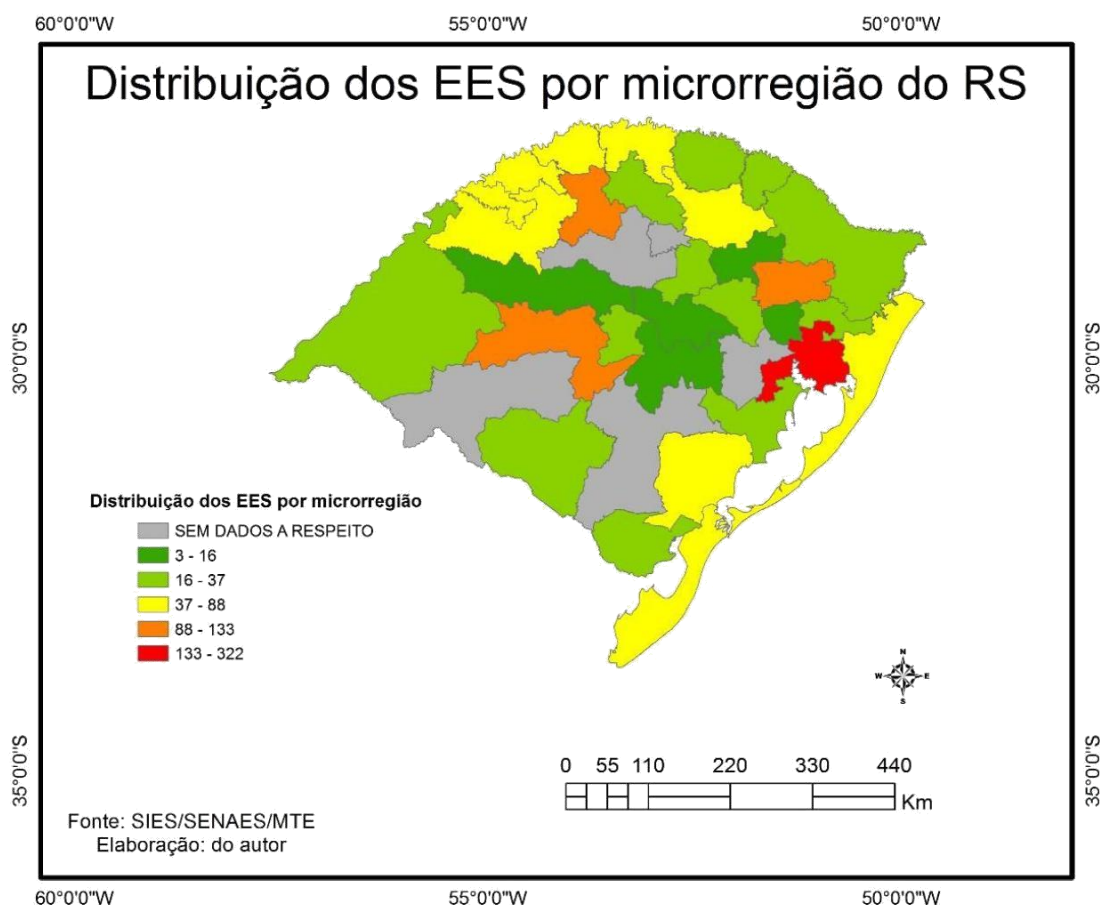 60°0'0"W 55°0'0"W 50°0'0"W
Distribuição dos EES por microrregião do RS
30°0'0"S
30°0'0"S
Distribuição dos EES por microrregião
SEM DADOS A RESPEITO
3 - 16
16 - 37
37 - 88
88 - 133
133 - 322
N
W E
S
35°0'0"S
35°0'0"S
0 55 110 220 330 440
Km
Fonte: SIES/SENAES/MTE
Elaboração: do autor
60°0'0"W 55°0'0"W 50°0'0"W